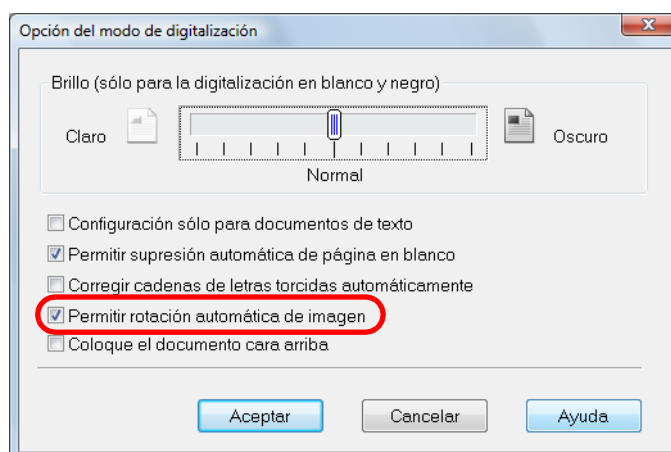 Opción del modo de digitalización
Brillo (sólo para la digitalización en blanco y negro)
Claro
Oscuro
Normal
Configuración sólo para documentos de texto
Permitir supresión automática de página en blanco
Corregir cadenas de letras torcidas automáticamente
Permitir rotación automática de imagen
Coloque el documento cara arriba
Aceptar Cancelar Ayuda